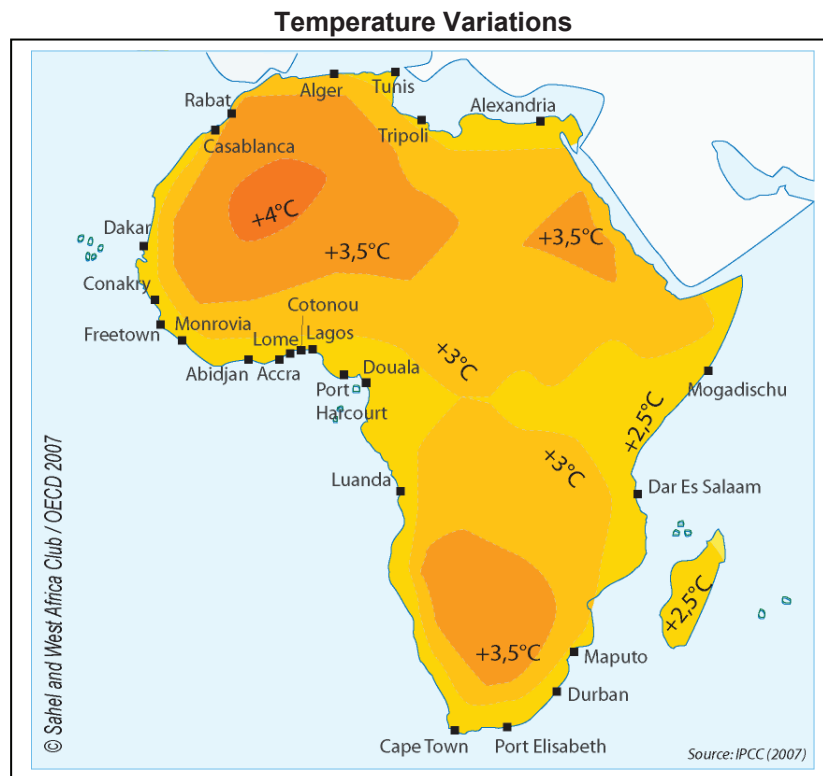 Temperature Variations
Alger
Tunis
Rabat
Alexandria
Tripoli
Casablanca
+4°C
Dakar
+3,5°C
+3,5°C
Conakry
Cotonou
Freetown
Monrovia
Lome
Lagos
+3°C
Abidjan
Accra
Douala
Port
Harcourt
Mogadischu
+2,5°C
+3°C
Luanda
Dar Es Salaam
+2,5°C
+3,5°C
Maputo
Durban
Cape Town
Port Elisabeth
© Sahel and West Africa Club / OECD 2007
Source: IPCC (2007)